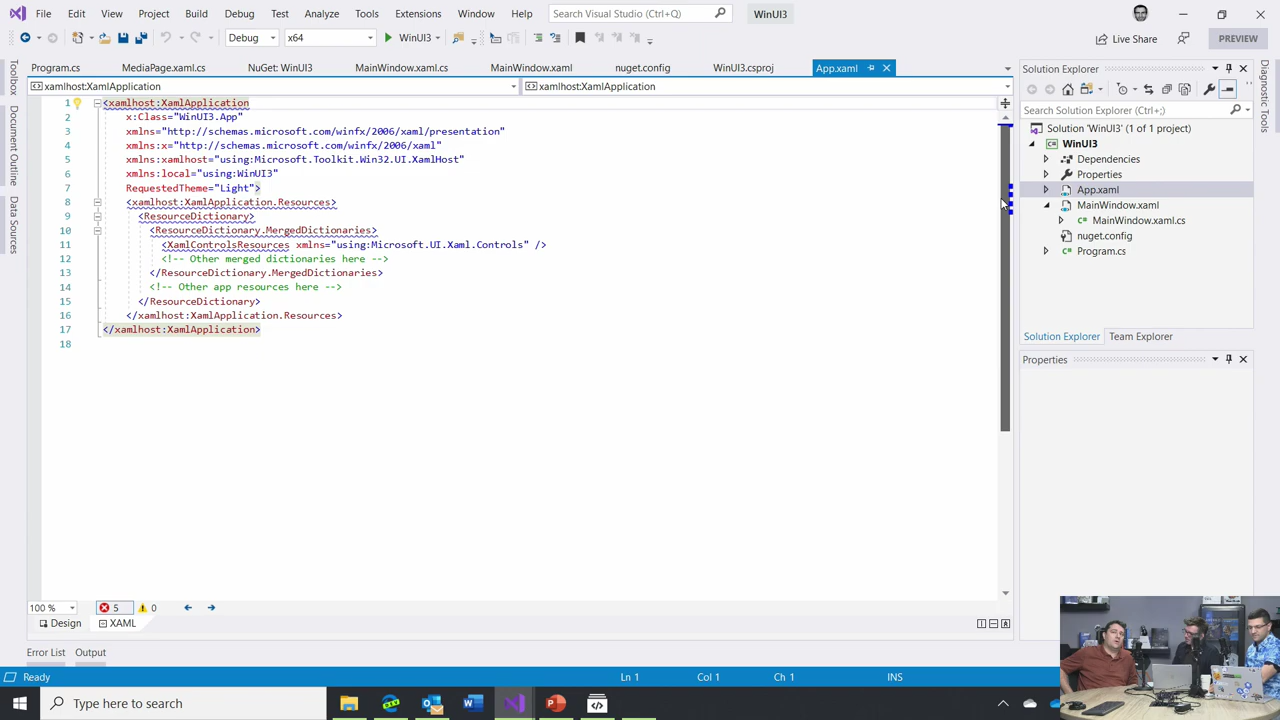 File Edit View Project Build Debug Test Analyze Tools Extensions Window Help Search Visual Studio (Ctrl+Q) WinUI3
Debug x64 WinUI3 Live Share PREVIEW
Program.cs MediaPage.xaml.cs NuGet: WinUI3 MainWindow.xaml.cs MainWindow.xaml nuget.config WinUI3.csproj App.xaml
xamlhost:XamlApplication xamlhost:XamlApplication
Toolbox
Document Outline
Data Sources
1 <xamlhost:XamlApplication
2 x:Class="WinUI3.App"
3 xmlns="http://schemas.microsoft.com/winfx/2006/xaml/presentation"
4 xmlns:x="http://schemas.microsoft.com/winfx/2006/xaml"
5 xmlns:xamlhost="using:Microsoft.Toolkit.Win32.UI.XamlHost"
6 xmlns:local="using:WinUI3"
7 RequestedTheme="Light">
8 <xamlhost:XamlApplication.Resources>
9 <ResourceDictionary>
10 <ResourceDictionary.MergedDictionaries>
11 <XamlControlsResources xmlns="using:Microsoft.UI.Xaml.Controls" />
12 <!-- Other merged dictionaries here -->
13 </ResourceDictionary.MergedDictionaries>
14 <!-- Other app resources here -->
15 </ResourceDictionary>
16 </xamlhost:XamlApplication.Resources>
17 </xamlhost:XamlApplication>
18
Solution Explorer
Search Solution Explorer (Ctrl+;)
Solution 'WinUI3' (1 of 1 project)
WinUI3
Dependencies
Properties
App.xaml
MainWindow.xaml
MainWindow.xaml.cs
nuget.config
Program.cs
Solution Explorer Team Explorer
Properties
Diagnostic Tools
100 % 5 0
Design XAML
Error List Output
Ready Ln 1 Col 1 Ch 1 INS
Type here to search